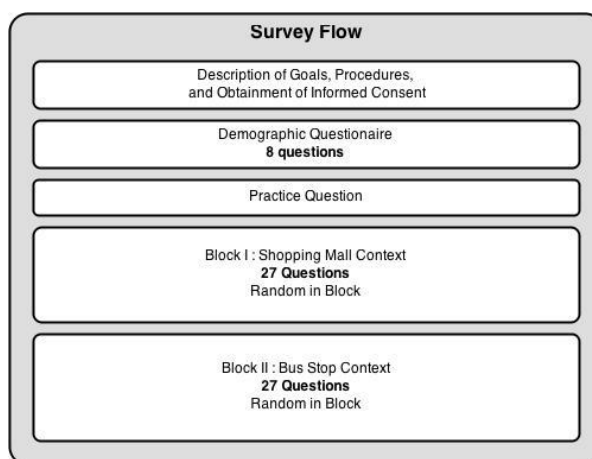 Survey Flow
Description of Goals, Procedures,
and Obtainment of Informed Consent
Demographic Questionaire
8 questions
Practice Question
Block I : Shopping Mall Context
27 Questions
Random in Block
Block II : Bus Stop Context
27 Questions
Random in Block